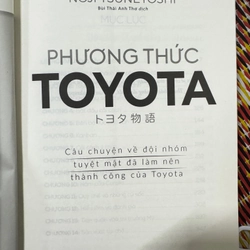 NOJI TSUNEYOSHI
Bùi Thái Anh Thơ dịch
PHƯƠNG THỨC
TOYOTA
トヨタ物語
Câu chuyện về đội nhóm
tuyệt mật đã làm nên
thành công của Toyota